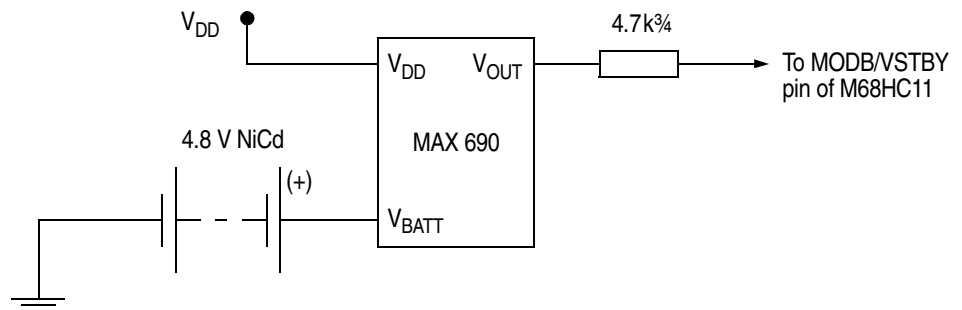 V_DD
4.7k¾
V_DD
V_OUT
To MODB/VSTBY
pin of M68HC11
4.8 V NiCd
MAX 690
(+)
V_BATT